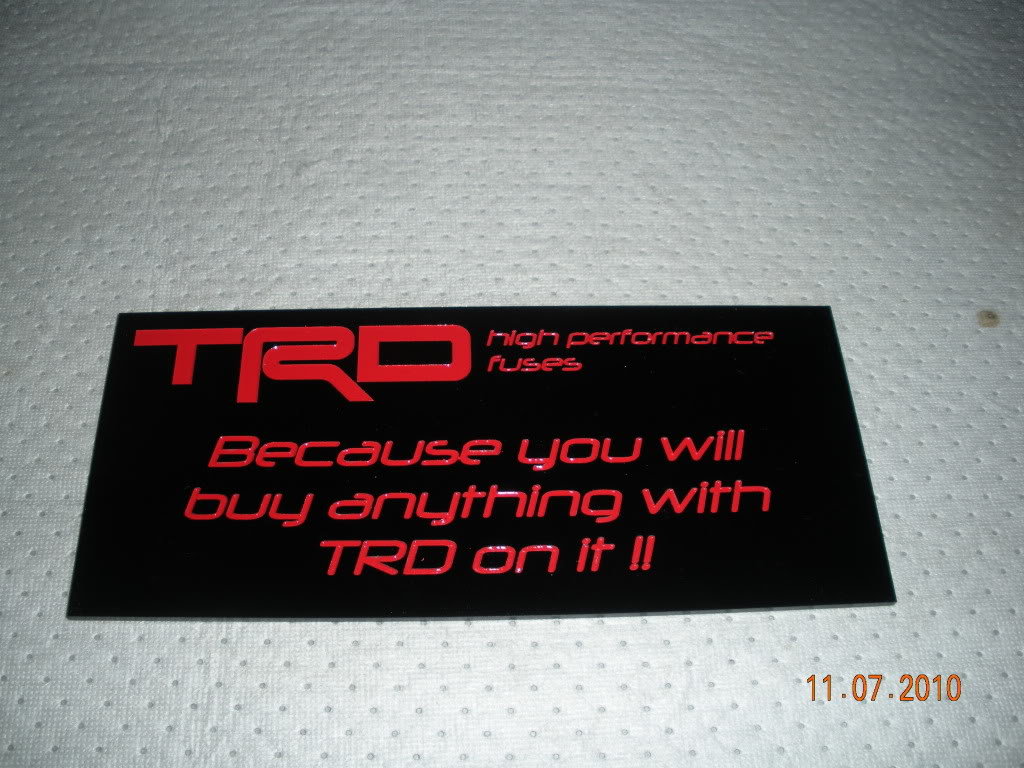 TRD high performance
fuses
Because you will
buy anything with
TRD on it !!
11.07.2010